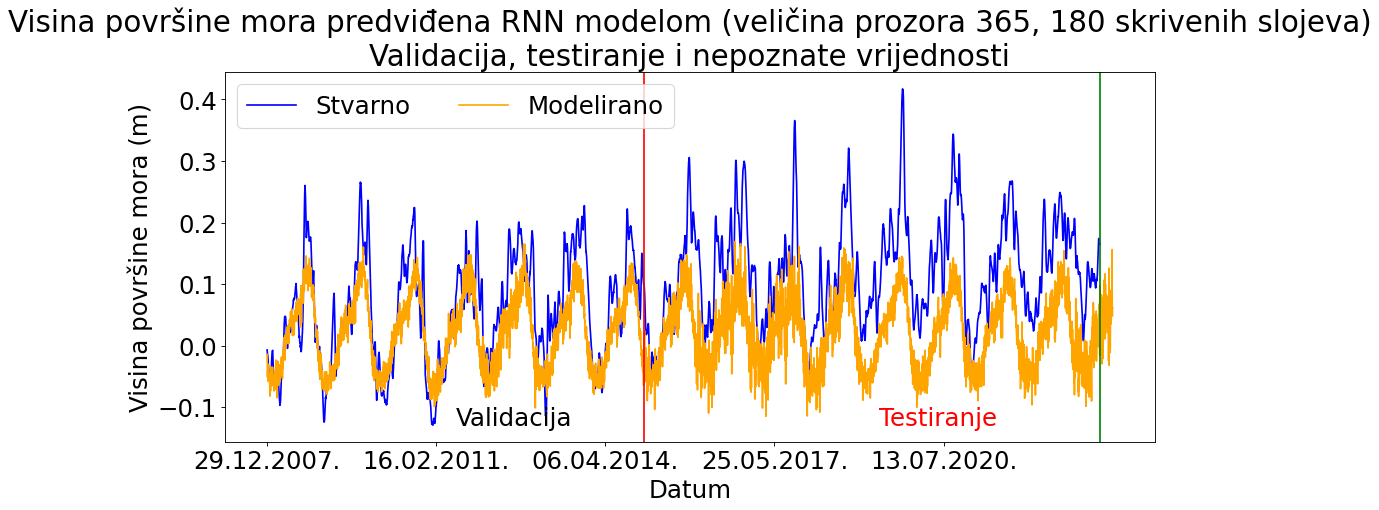 Visina površine mora predviđena RNN modelom (veličina prozora 365, 180 skrivenih slojeva)
Validacija, testiranje i nepoznate vrijednosti
Stvarno
Modelirano
Visina površine mora (m)
0.4
0.3
0.2
0.1
0.0
−0.1
Validacija
Testiranje
29.12.2007.
16.02.2011.
06.04.2014.
25.05.2017.
13.07.2020.
Datum